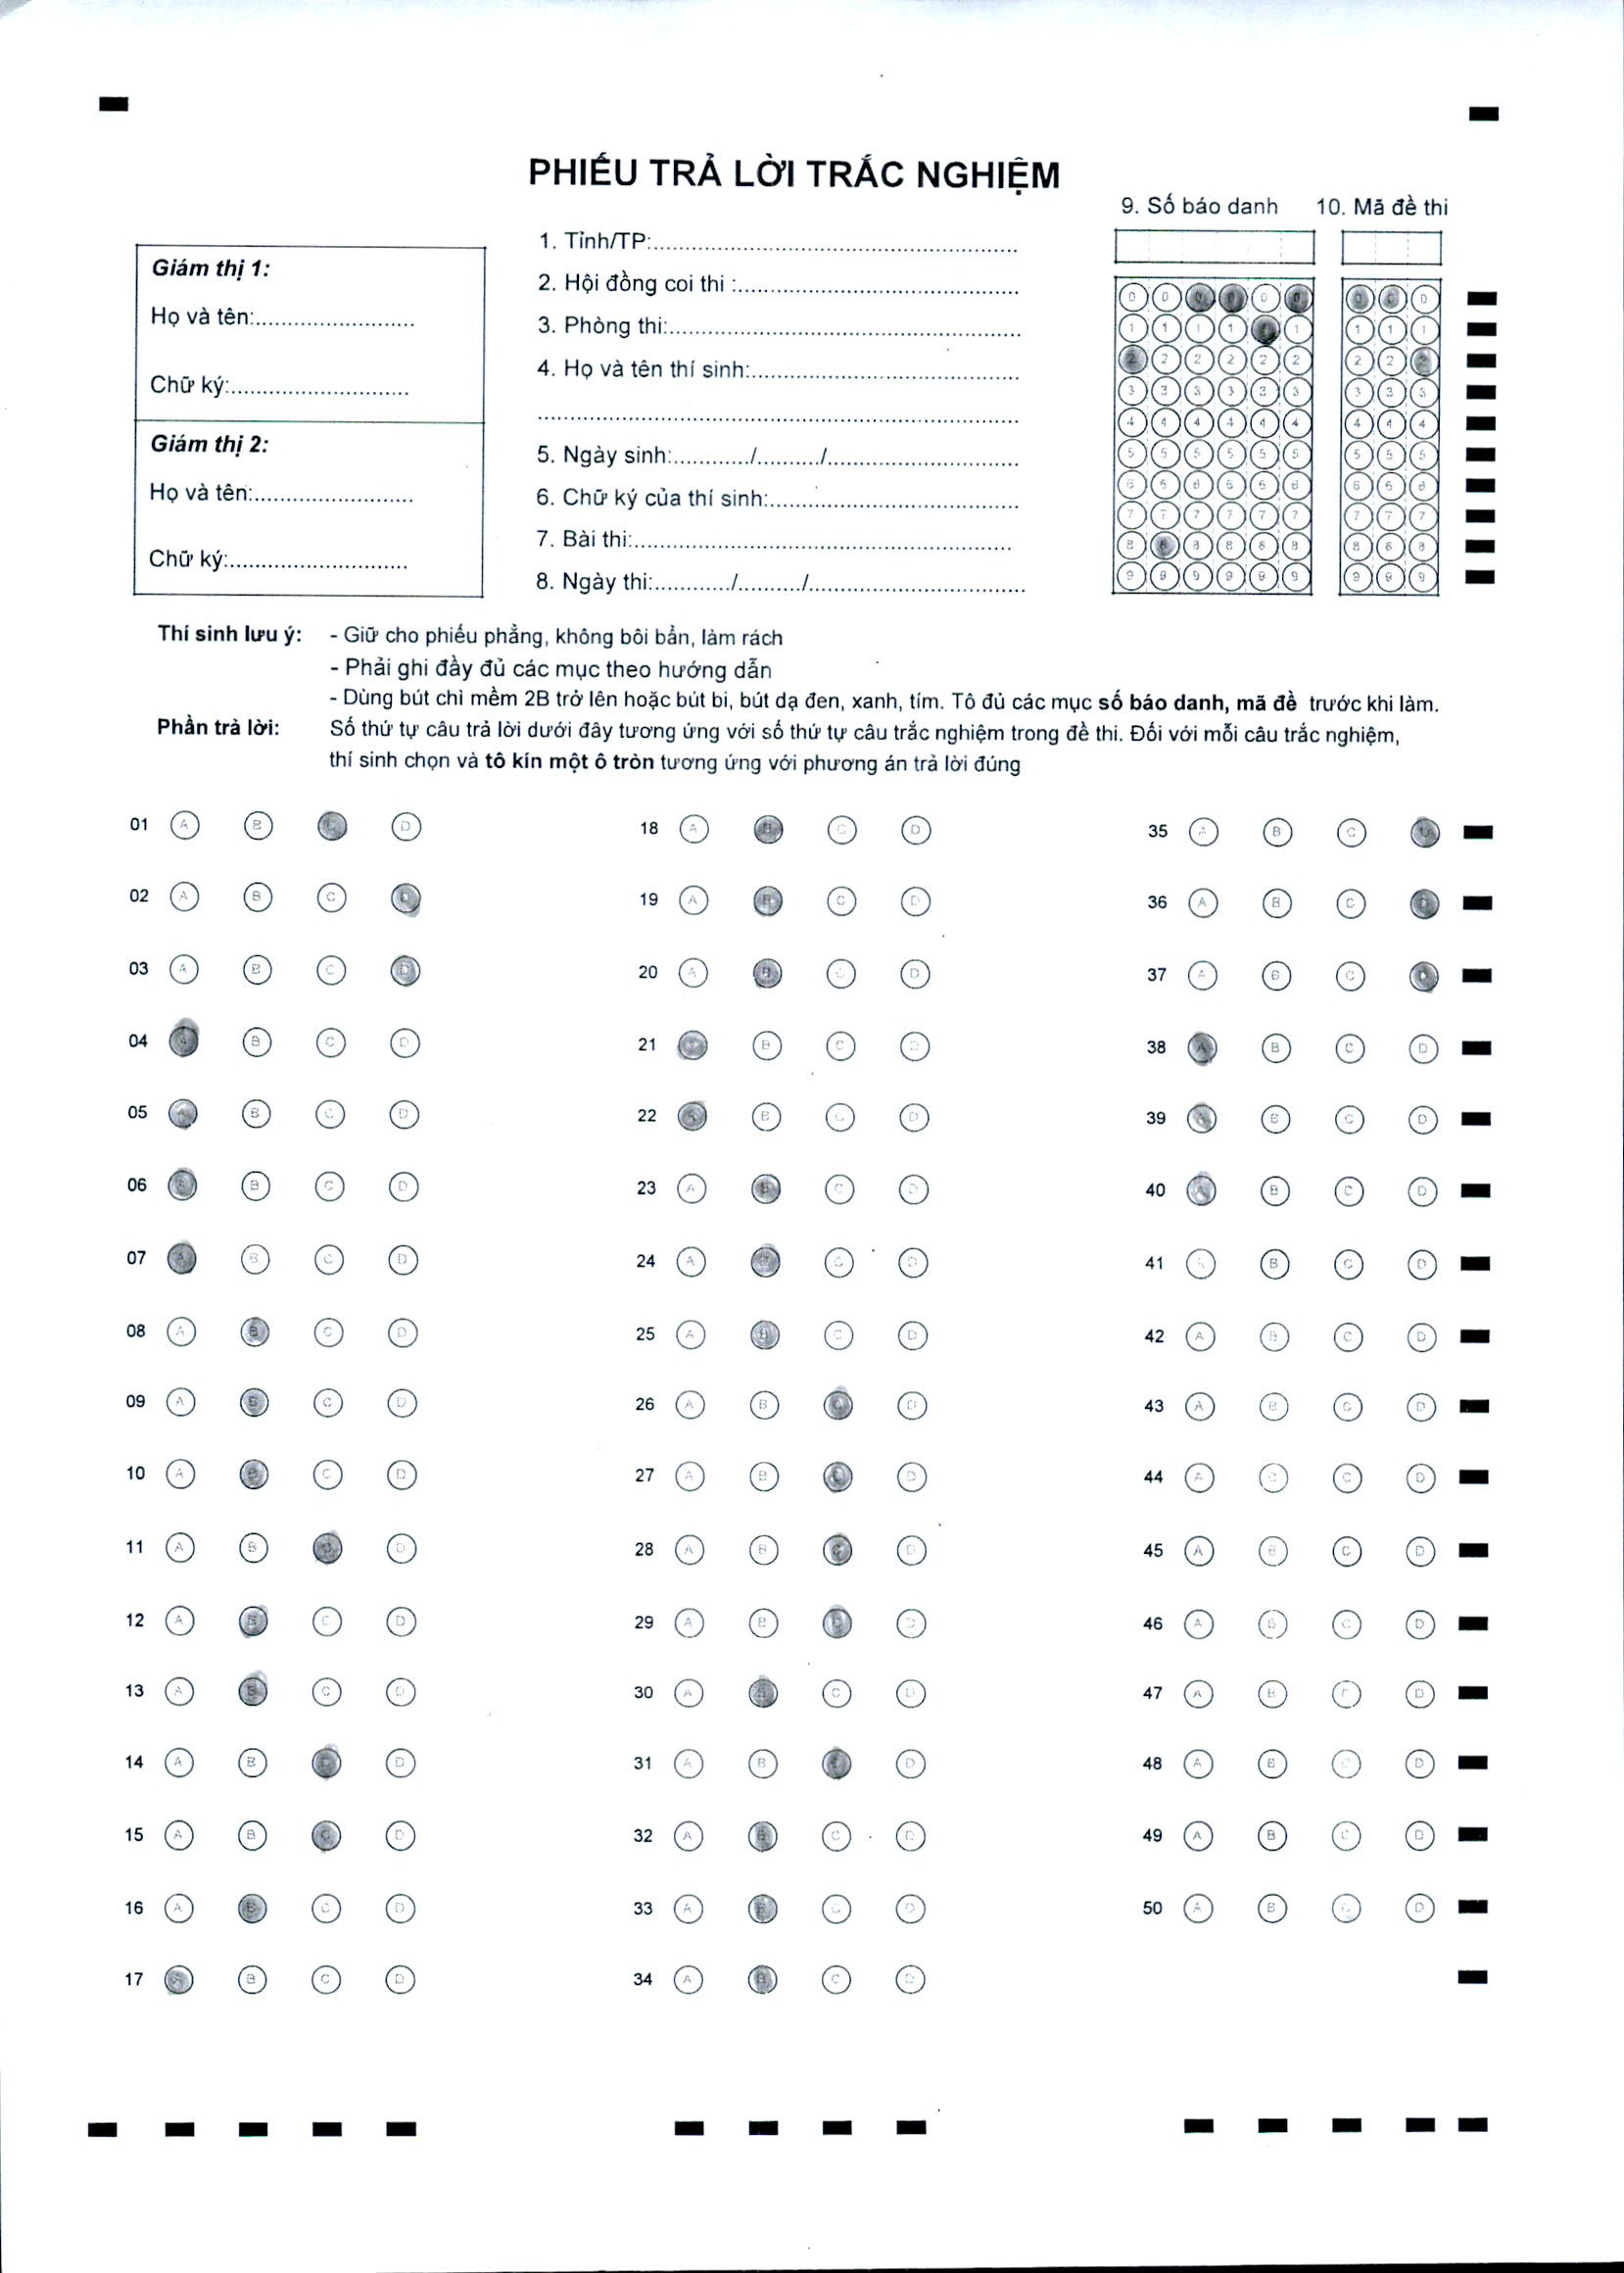 PHIẾU TRẢ LỜI TRẮC NGHIỆM
9. Số báo danh 10. Mã đề thi
Giám thị 1:
Họ và tên:........................
Chữ ký:...........................
Giám thị 2:
Họ và tên:........................
Chữ ký:...........................
1. Tỉnh/TP:........................
2. Hội đồng coi thi :........................
3. Phòng thi:........................
4. Họ và tên thí sinh:........................
........................
5. Ngày sinh:.........../........../........................
6. Chữ ký của thí sinh:........................
7. Bài thi:........................
8. Ngày thi:.........../........../........................
0 0 0 0 0 0 0 0 0
1 1 1 1 1 1 1 1 1
2 2 2 2 2 2 2 2 2
3 3 3 3 3 3 3 3 3
4 4 4 4 4 4 4 4 4
5 5 5 5 5 5 5 5 5
6 6 6 6 6 6 6 6 6
7 7 7 7 7 7 7 7 7
8 8 8 8 8 8 8 8 8
9 9 9 9 9 9 9 9 9
Thí sinh lưu ý: - Giữ cho phiếu phẳng, không bôi bẩn, làm rách
- Phải ghi đầy đủ các mục theo hướng dẫn
- Dùng bút chì mềm 2B trở lên hoặc bút bi, bút dạ đen, xanh, tím. Tô đủ các mục số báo danh, mã đề trước khi làm.
Phần trả lời: Số thứ tự câu trả lời dưới đây tương ứng với số thứ tự câu trắc nghiệm trong đề thi. Đối với mỗi câu trắc nghiệm,
thí sinh chọn và tô kín một ô tròn tương ứng với phương án trả lời đúng
01 A B C D 18 A B C D 35 A B C D
02 A B C D 19 A B C D 36 A B C D
03 A B C D 20 A B C D 37 A B C D
04 A B C D 21 A B C D 38 A B C D
05 A B C D 22 A B C D 39 A B C D
06 A B C D 23 A B C D 40 A B C D
07 A B C D 24 A B C D 41 A B C D
08 A B C D 25 A B C D 42 A B C D
09 A B C D 26 A B C D 43 A B C D
10 A B C D 27 A B C D 44 A B C D
11 A B C D 28 A B C D 45 A B C D
12 A B C D 29 A B C D 46 A B C D
13 A B C D 30 A B C D 47 A B C D
14 A B C D 31 A B C D 48 A B C D
15 A B C D 32 A B C D 49 A B C D
16 A B C D 33 A B C D 50 A B C D
17 A B C D 34 A B C D